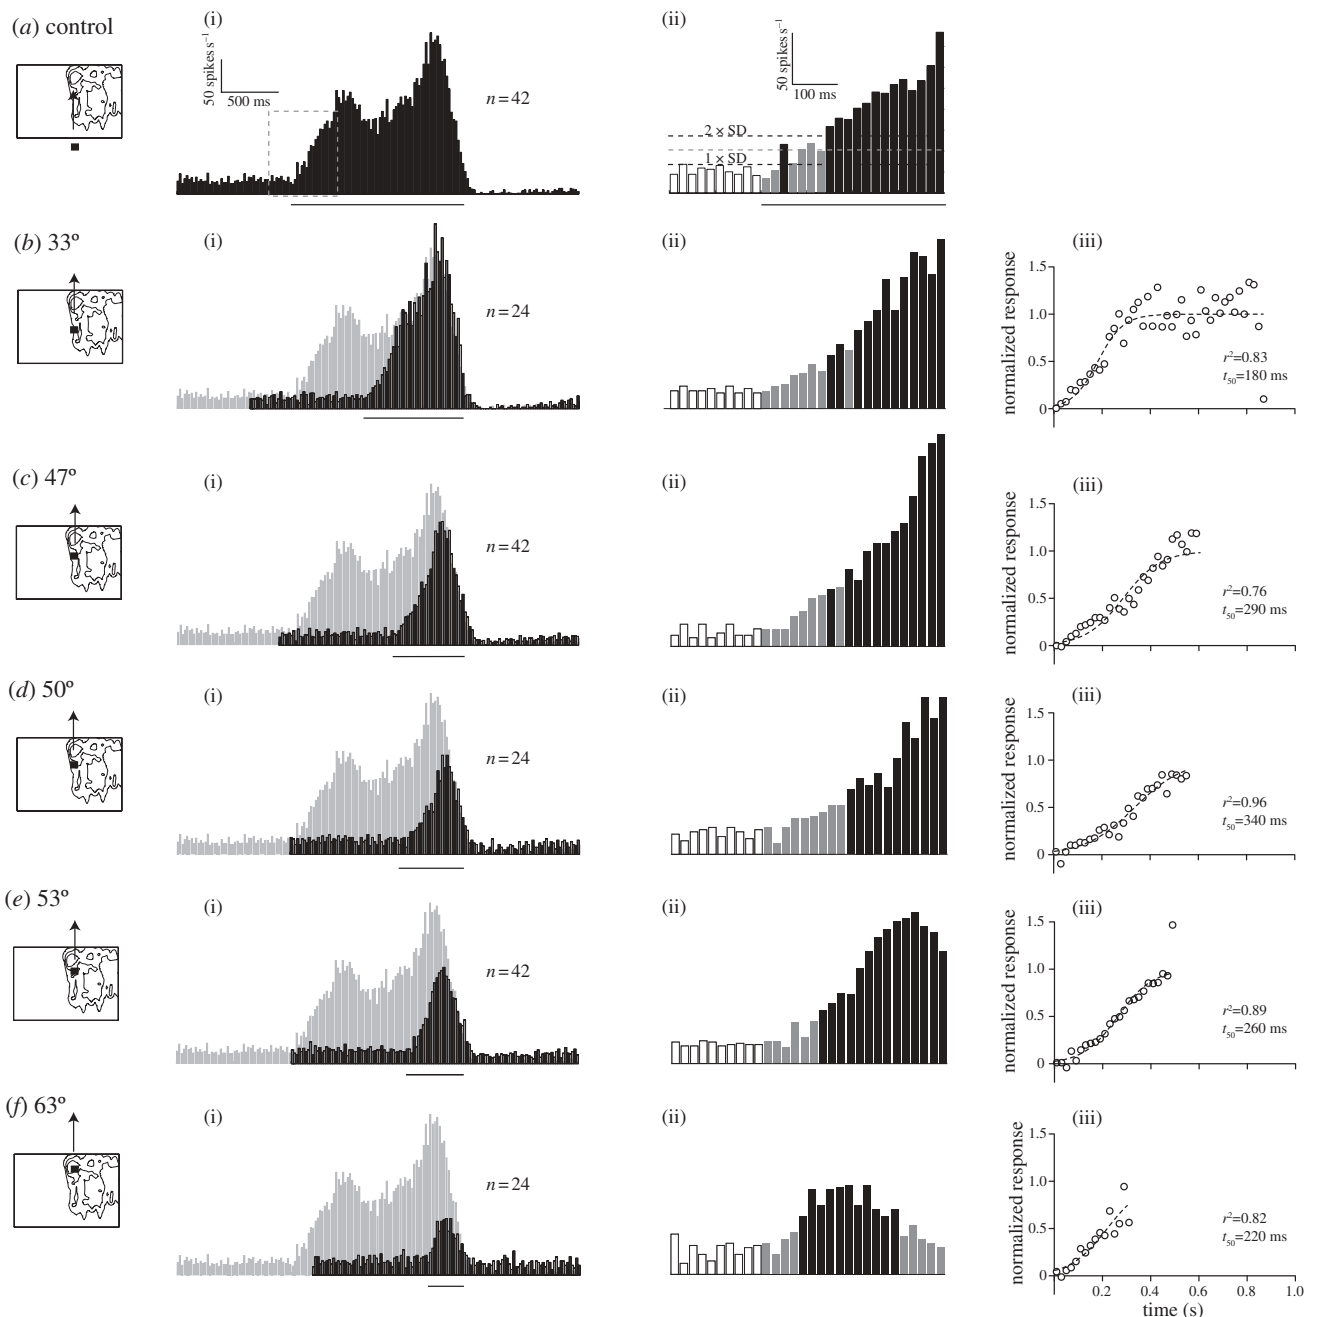 (a) control
(i)
50 spikes s⁻¹
500 ms
n=42
(ii)
50 spikes s⁻¹
100 ms
2 × SD
1 × SD
(b) 33º
(i)
n=24
(ii)
(iii)
normalized response
1.5
1.0
0.5
0
r²=0.83
t₅₀=180 ms
(c) 47º
(i)
n=42
(ii)
(iii)
normalized response
1.5
1.0
0.5
0
r²=0.76
t₅₀=290 ms
(d) 50º
(i)
n=24
(ii)
(iii)
normalized response
1.5
1.0
0.5
0
r²=0.96
t₅₀=340 ms
(e) 53º
(i)
n=42
(ii)
(iii)
normalized response
1.5
1.0
0.5
0
r²=0.89
t₅₀=260 ms
(f) 63º
(i)
n=24
(ii)
(iii)
normalized response
1.5
1.0
0.5
0
r²=0.82
t₅₀=220 ms
0.2 0.4 0.6 0.8 1.0
time (s)